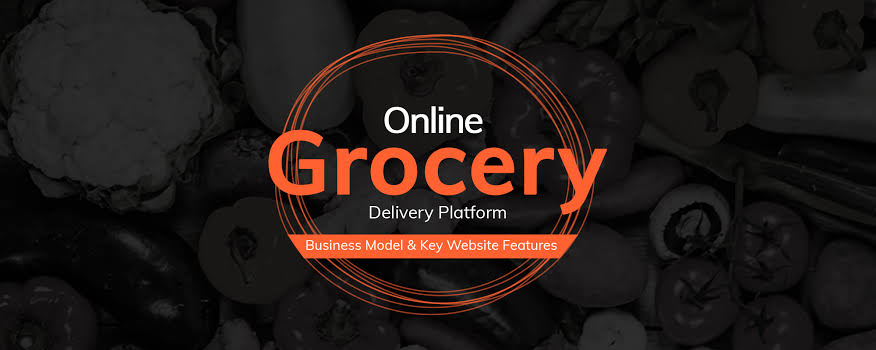 Online
Grocery
Delivery Platform
Business Model & Key Website Features